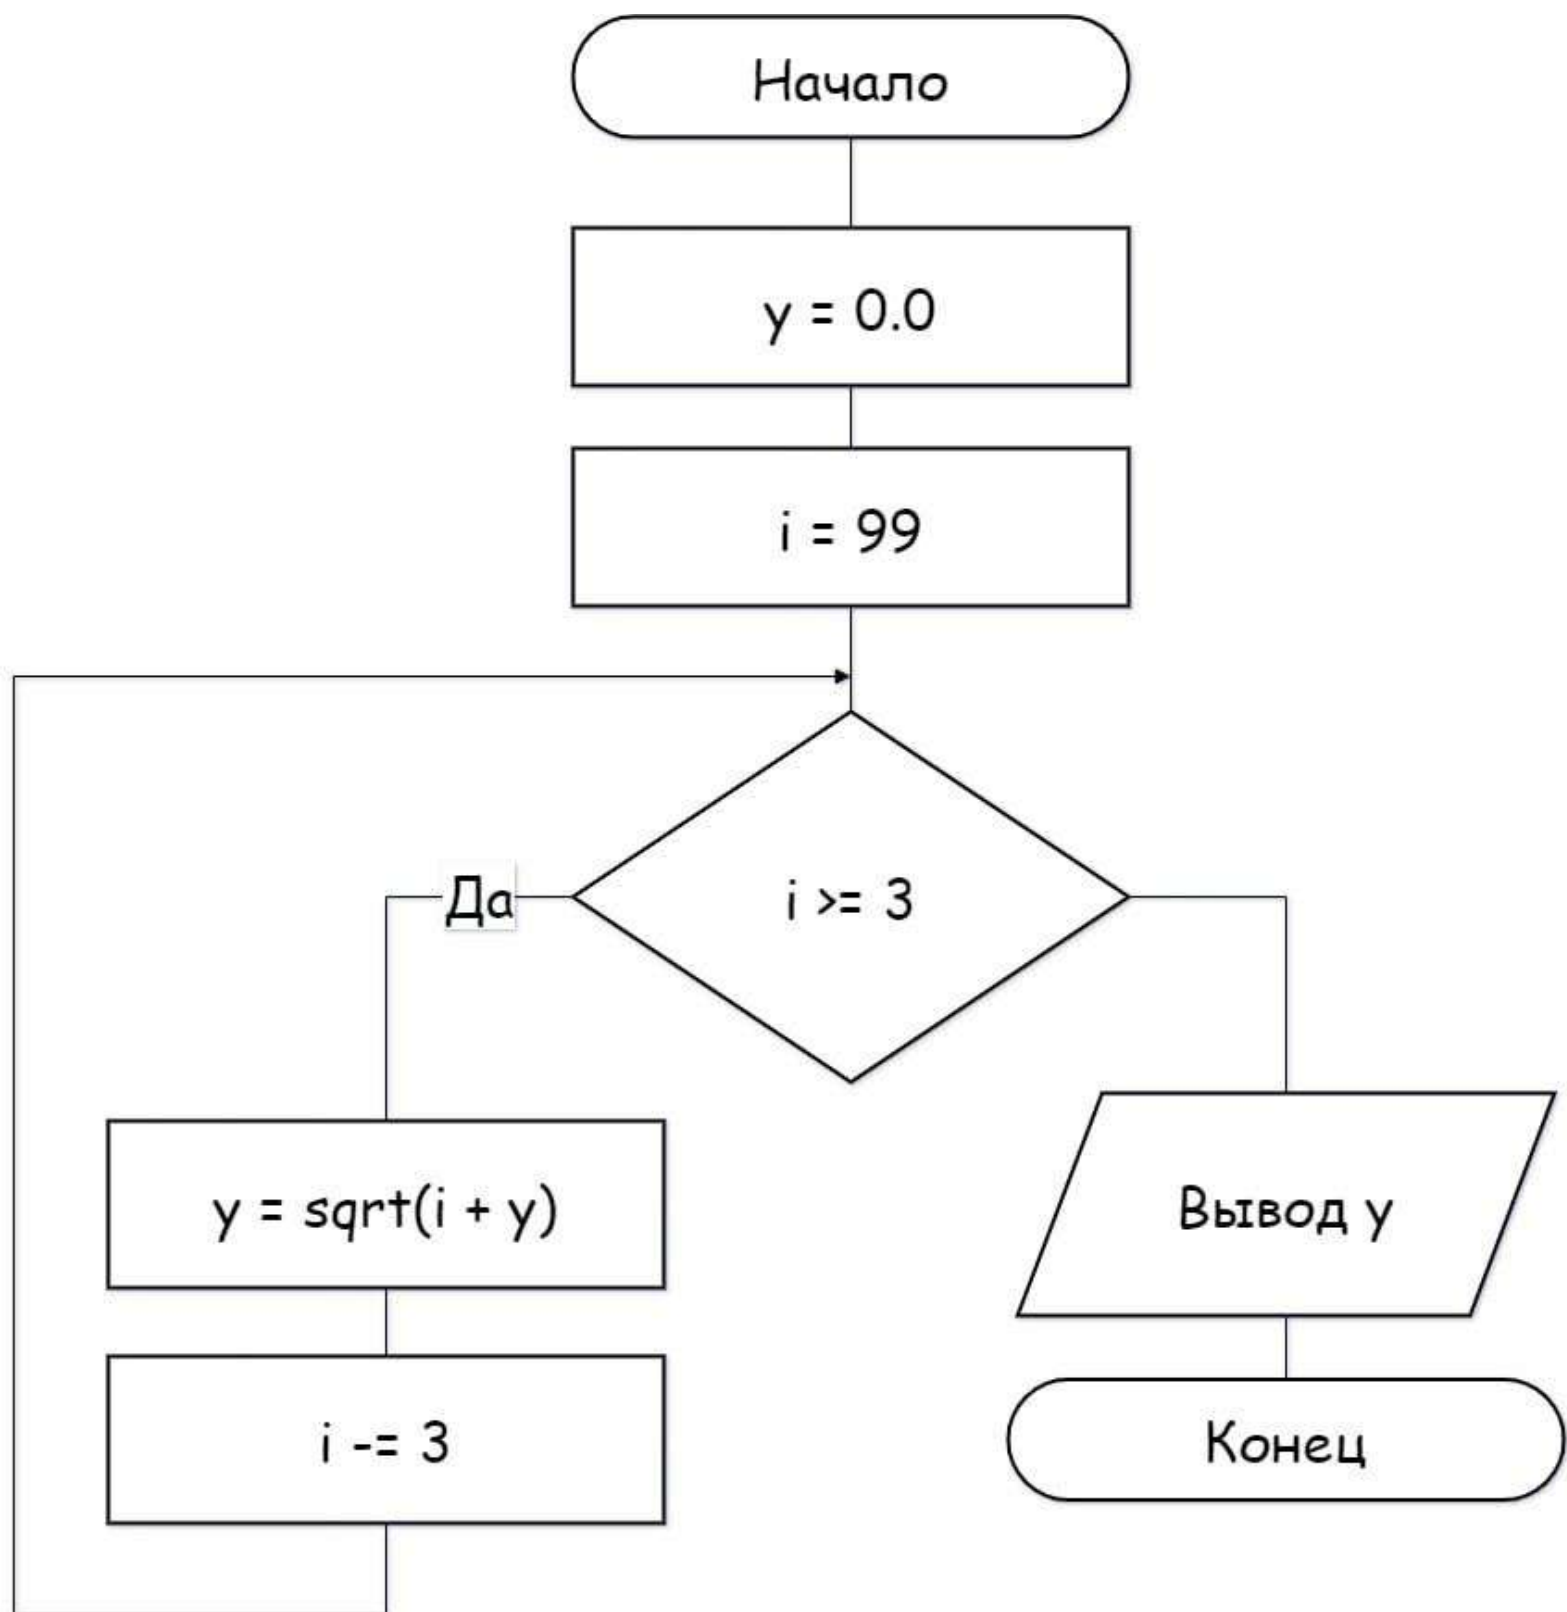 Начало
y = 0.0
i = 99
i >= 3
Да
y = sqrt(i + y)
i -= 3
Вывод y
Конец